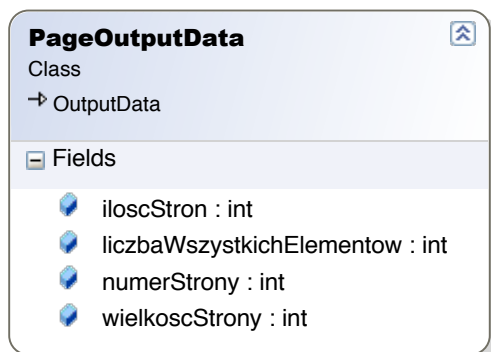 PageOutputData
Class
OutputData
Fields
iloscStron : int
liczbaWszystkichElementow : int
numerStrony : int
wielkoscStrony : int